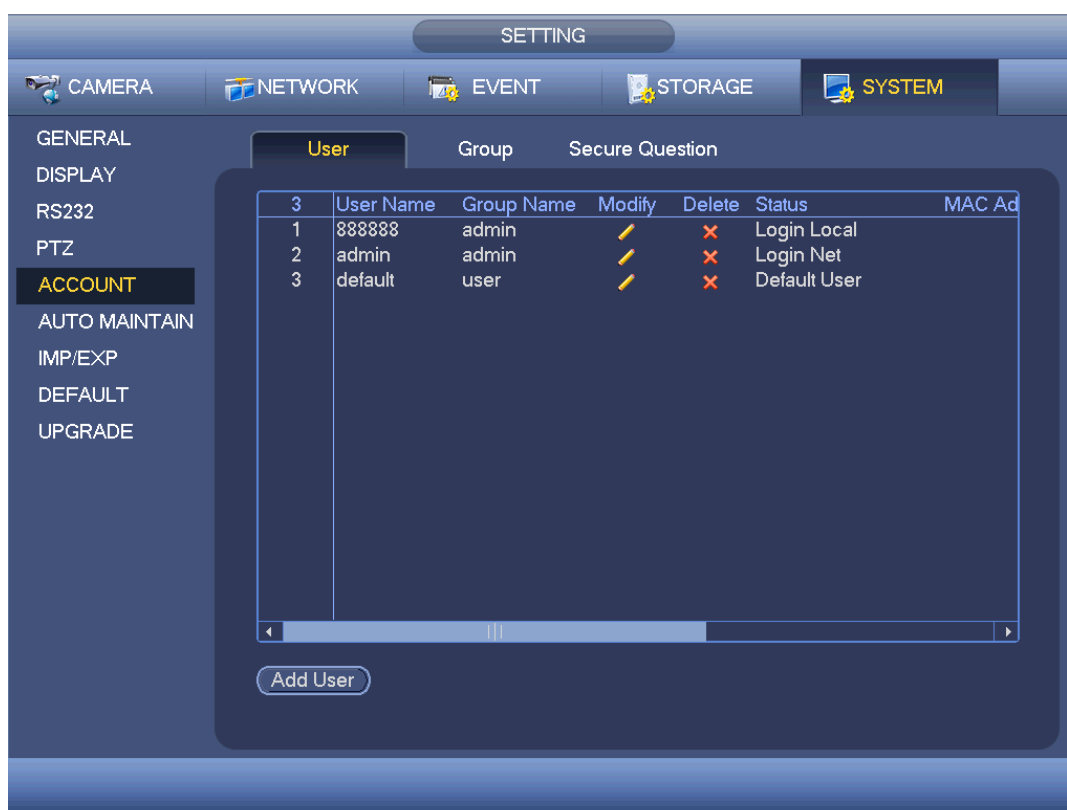 SETTING
CAMERA NETWORK EVENT STORAGE SYSTEM
GENERAL
DISPLAY
RS232
PTZ
ACCOUNT
AUTO MAINTAIN
IMP/EXP
DEFAULT
UPGRADE
User Group Secure Question
3 User Name Group Name Modify Delete Status MAC Ad
1 888888 admin Login Local
2 admin admin Login Net
3 default user Default User
Add User